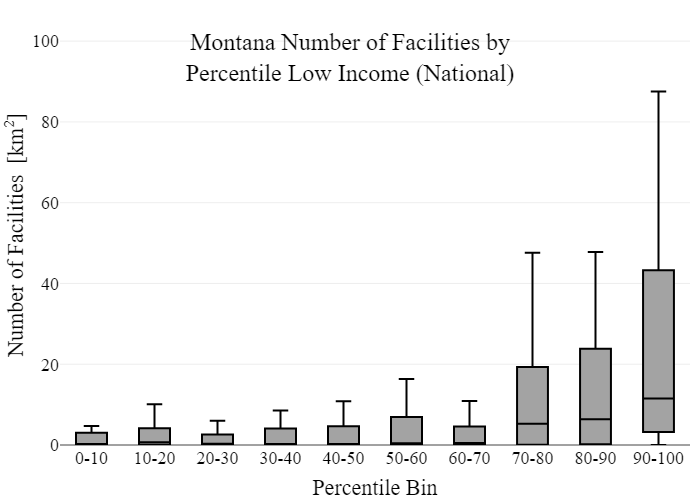 Montana Number of Facilities by
Percentile Low Income (National)
Number of Facilities [km²]
100
80
60
40
20
0
0-10 10-20 20-30 30-40 40-50 50-60 60-70 70-80 80-90 90-100
Percentile Bin